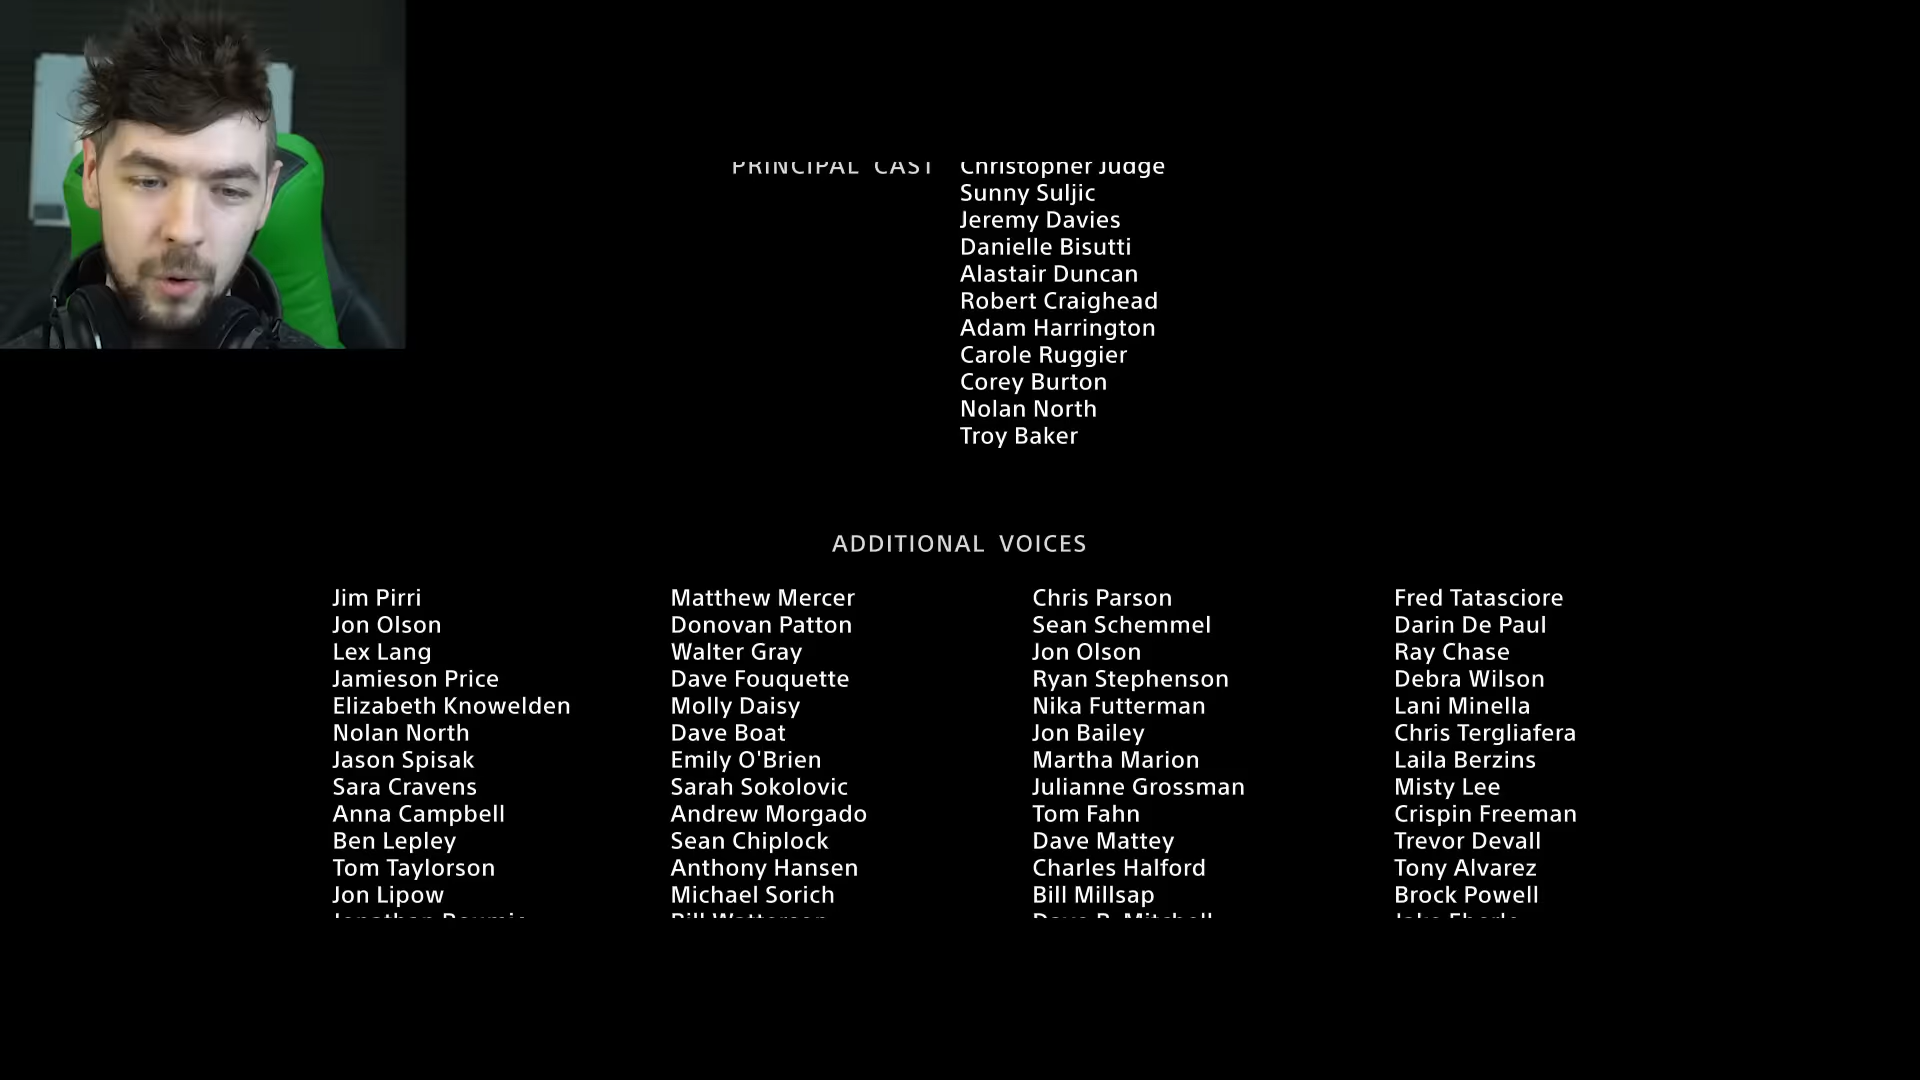 PRINCIPAL CAST Christopher Judge
Sunny Suljic
Jeremy Davies
Danielle Bisutti
Alastair Duncan
Robert Craighead
Adam Harrington
Carole Ruggier
Corey Burton
Nolan North
Troy Baker
ADDITIONAL VOICES
Jim Pirri Matthew Mercer Chris Parson Fred Tatasciore
Jon Olson Donovan Patton Sean Schemmel Darin De Paul
Lex Lang Walter Gray Jon Olson Ray Chase
Jamieson Price Dave Fouquette Ryan Stephenson Debra Wilson
Elizabeth Knowelden Molly Daisy Nika Futterman Lani Minella
Nolan North Dave Boat Jon Bailey Chris Tergliafera
Jason Spisak Emily O'Brien Martha Marion Laila Berzins
Sara Cravens Sarah Sokolovic Julianne Grossman Misty Lee
Anna Campbell Andrew Morgado Tom Fahn Crispin Freeman
Ben Lepley Sean Chiplock Dave Mattey Trevor Devall
Tom Taylorson Anthony Hansen Charles Halford Tony Alvarez
Jon Lipow Michael Sorich Bill Millsap Brock Powell